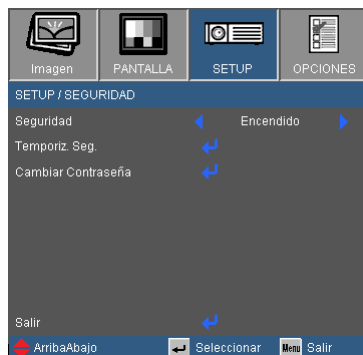 Imagen PANTALLA SETUP OPCIONES
SETUP / SEGURIDAD
Seguridad Encendido
Temporiz. Seg.
Cambiar Contraseña
Salir
ArribaAbajo Seleccionar Menu Salir